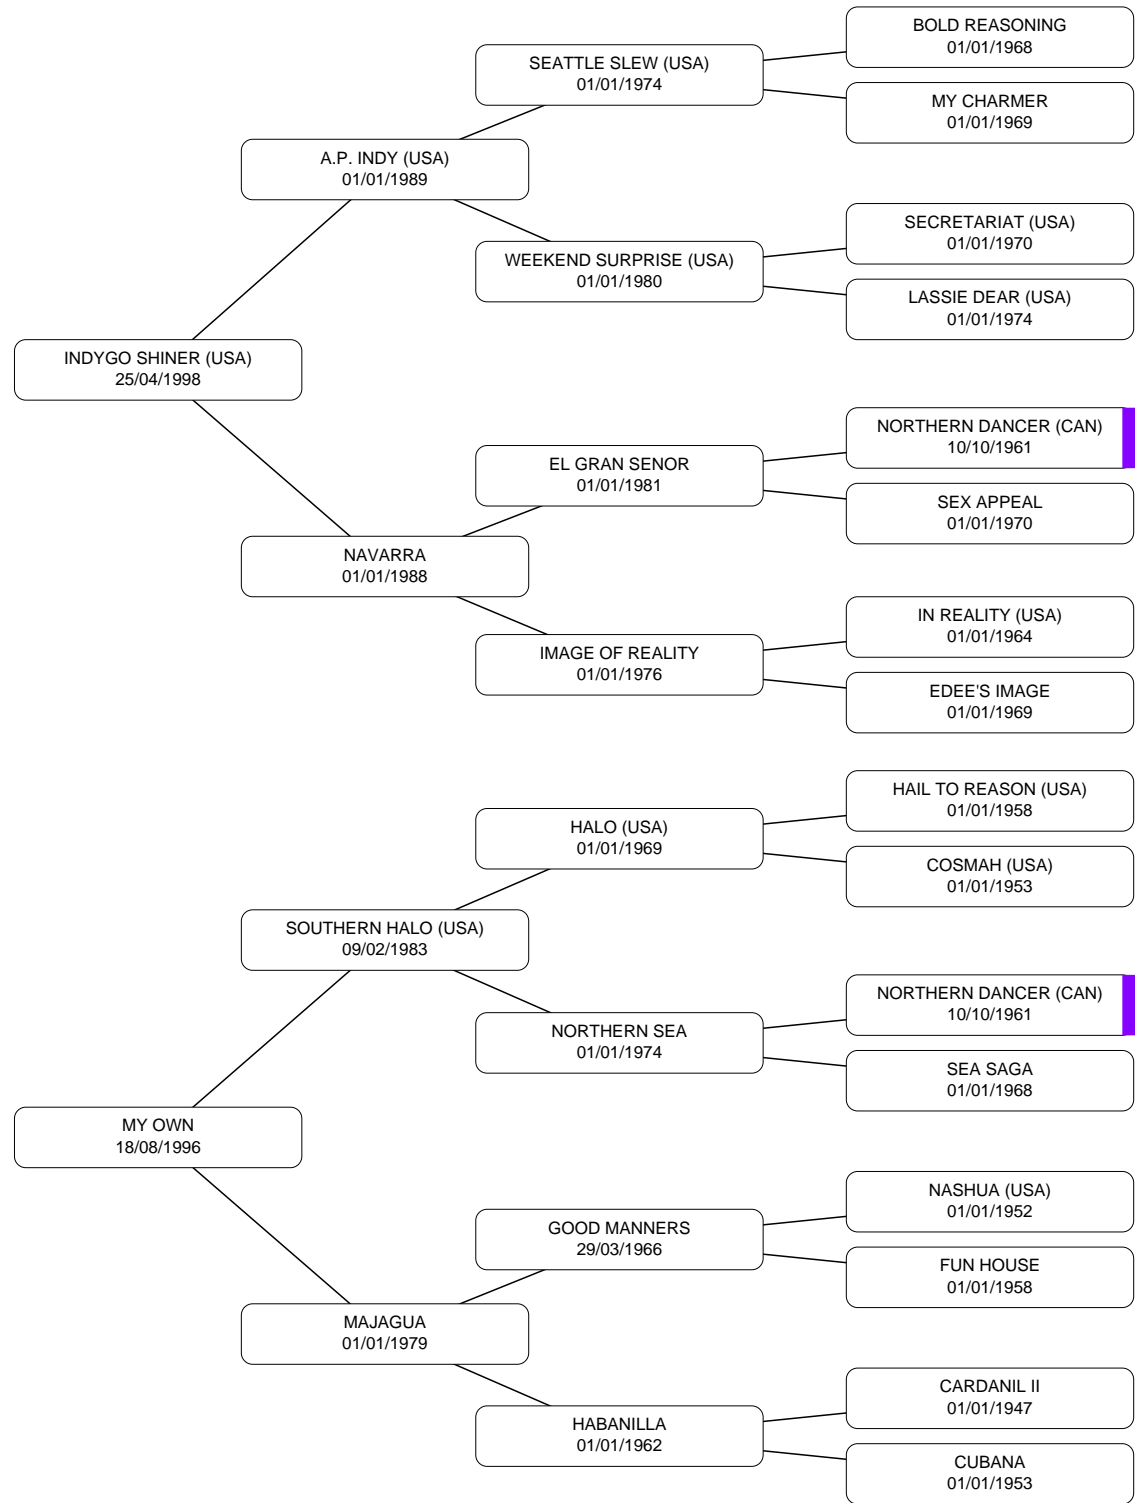 BOLD REASONING
01/01/1968
SEATTLE SLEW (USA)
01/01/1974
MY CHARMER
01/01/1969
A.P. INDY (USA)
01/01/1989
SECRETARIAT (USA)
01/01/1970
WEEKEND SURPRISE (USA)
01/01/1980
LASSIE DEAR (USA)
01/01/1974
INDYGO SHINER (USA)
25/04/1998
NORTHERN DANCER (CAN)
10/10/1961
EL GRAN SENOR
01/01/1981
SEX APPEAL
01/01/1970
NAVARRA
01/01/1988
IN REALITY (USA)
01/01/1964
IMAGE OF REALITY
01/01/1976
EDEE'S IMAGE
01/01/1969
HAIL TO REASON (USA)
01/01/1958
HALO (USA)
01/01/1969
COSMAH (USA)
01/01/1953
SOUTHERN HALO (USA)
09/02/1983
NORTHERN DANCER (CAN)
10/10/1961
NORTHERN SEA
01/01/1974
SEA SAGA
01/01/1968
MY OWN
18/08/1996
NASHUA (USA)
01/01/1952
GOOD MANNERS
29/03/1966
FUN HOUSE
01/01/1958
MAJAGUA
01/01/1979
CARDANIL II
01/01/1947
HABANILLA
01/01/1962
CUBANA
01/01/1953